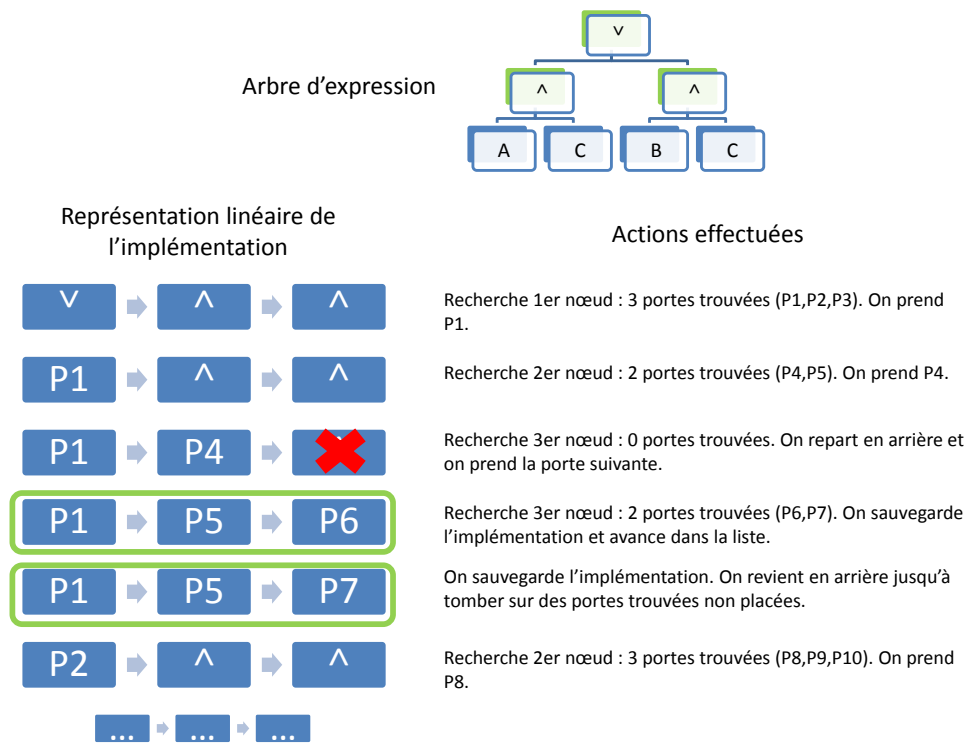 ˅
Arbre d'expression
˄ ˄
A C B C
Représentation linéaire de
l'implémentation
Actions effectuées
˅ ˄ ˄
Recherche 1er nœud : 3 portes trouvées (P1,P2,P3). On prend
P1.
P1 ˄ ˄
Recherche 2er nœud : 2 portes trouvées (P4,P5). On prend P4.
P1 P4
Recherche 3er nœud : 0 portes trouvées. On repart en arrière et
on prend la porte suivante.
P1 P5 P6
Recherche 3er nœud : 2 portes trouvées (P6,P7). On sauvegarde
l'implémentation et avance dans la liste.
P1 P5 P7
On sauvegarde l'implémentation. On revient en arrière jusqu'à
tomber sur des portes trouvées non placées.
P2 ˄ ˄
Recherche 2er nœud : 3 portes trouvées (P8,P9,P10). On prend
P8.
... ... ...